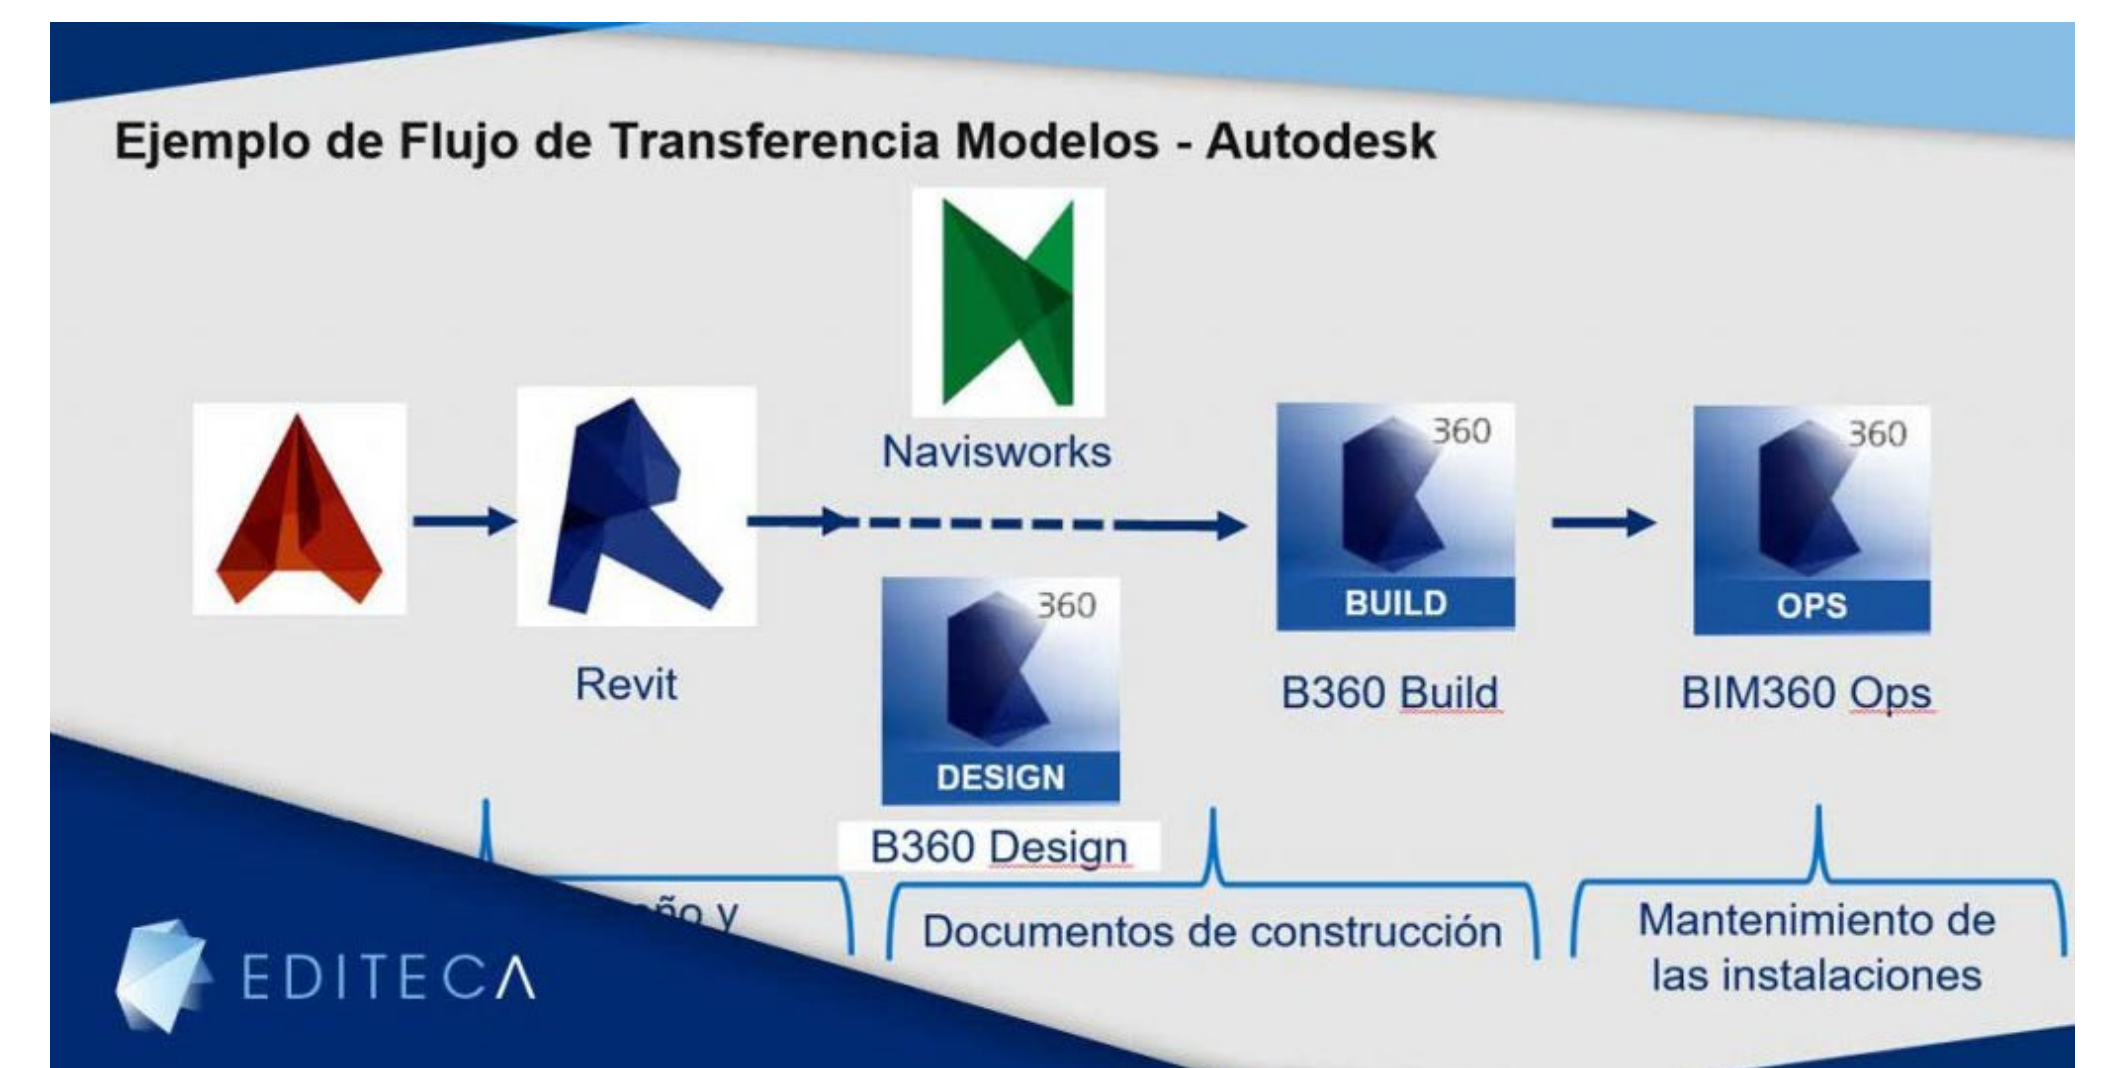 Ejemplo de Flujo de Transferencia Modelos - Autodesk
Navisworks
360
BUILD
360
OPS
Revit
360
DESIGN
B360 Build
BIM360 Ops
B360 Design
y
Documentos de construcción
Mantenimiento de
las instalaciones
EDITECA